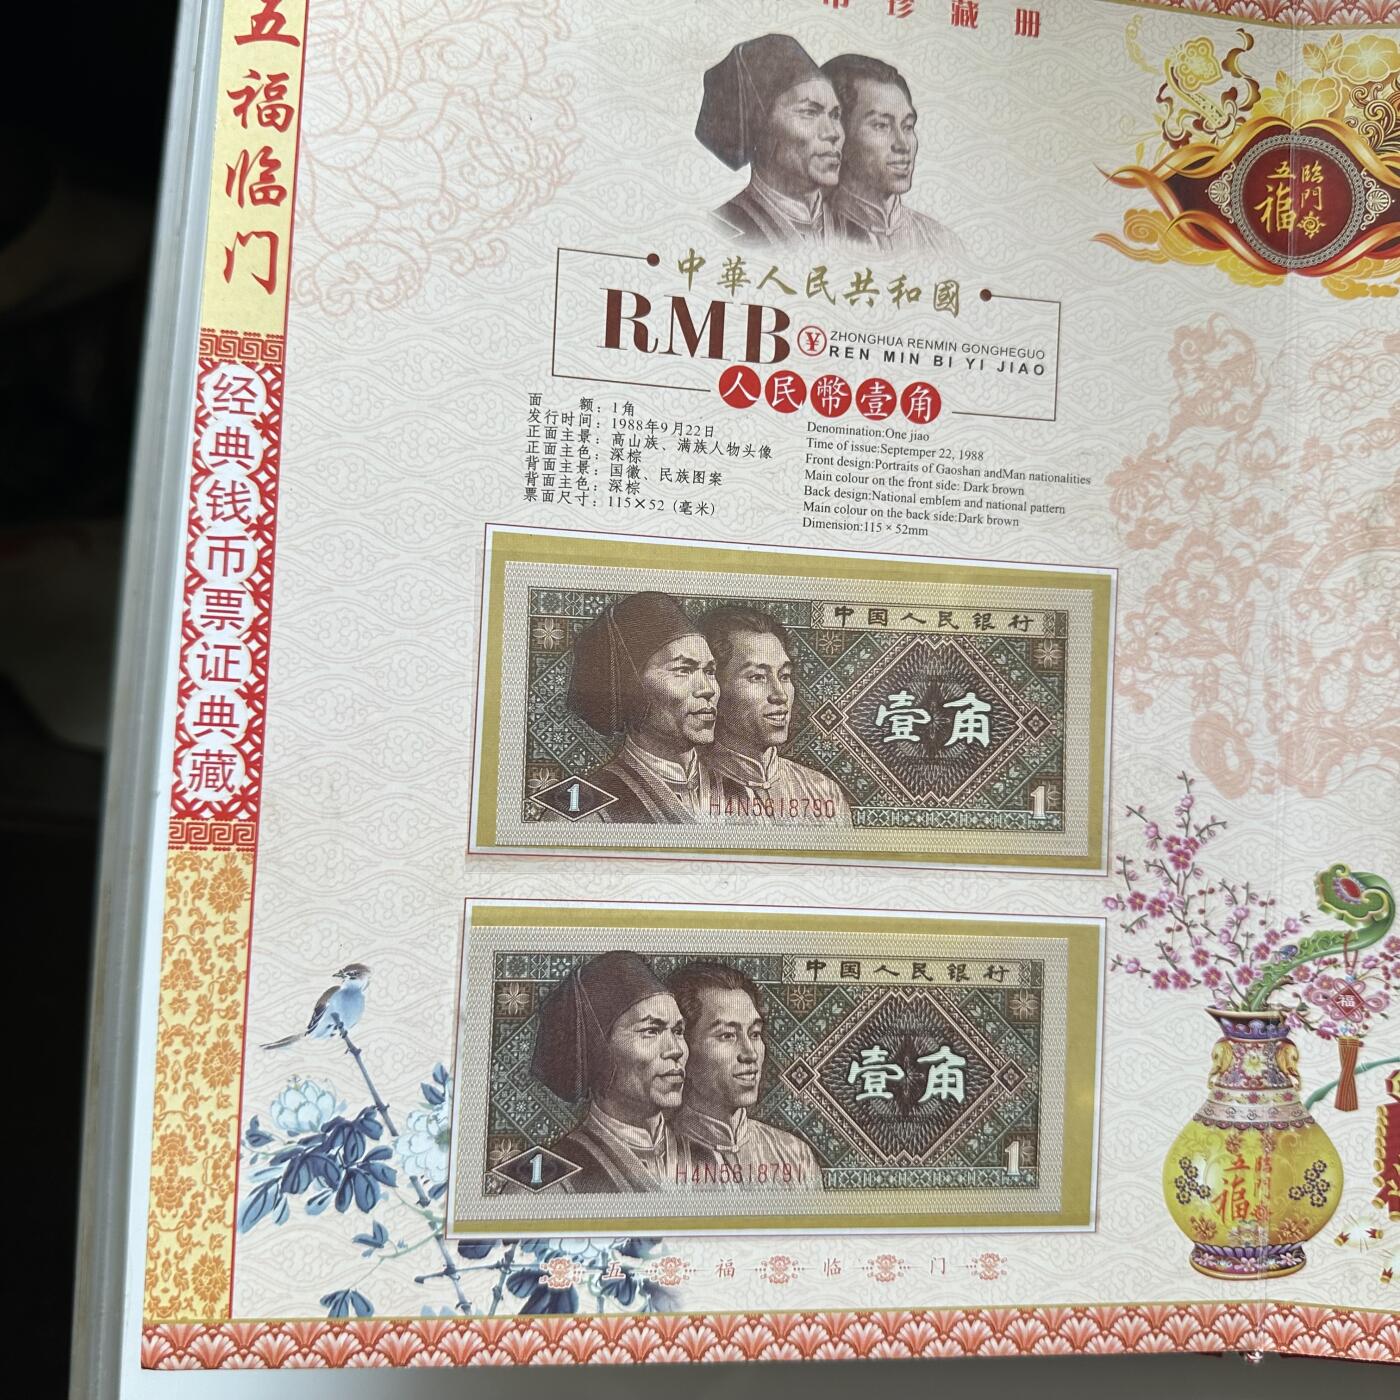 五福临门
经典钱币票证典藏
珍藏册
五福
临門
中華人民共和國
RMB ¥
ZHONGHUA RENMIN GONGHEGUO
REN MIN BI YI JIAO
人民幣壹角
面 额：1角
发行时间：1988年9月22日
正面主景：高山族、满族人物头像
正面主色：深棕
背面主景：国徽、民族图案
背面主色：深棕
票面尺寸：115×52（毫米）
Denomination:One jiao
Time of issue:Septemper 22, 1988
Front design:Portraits of Gaoshan andMan nationalities
Main colour on the front side: Dark brown
Back design:National emblem and national pattern
Main colour on the back side:Dark brown
Dimension:115 × 52mm
中国人民银行
壹角
1
H4N5618790
1
中国人民银行
壹角
1
H4N5618791
1
福
五福
临門
五 福 临 门